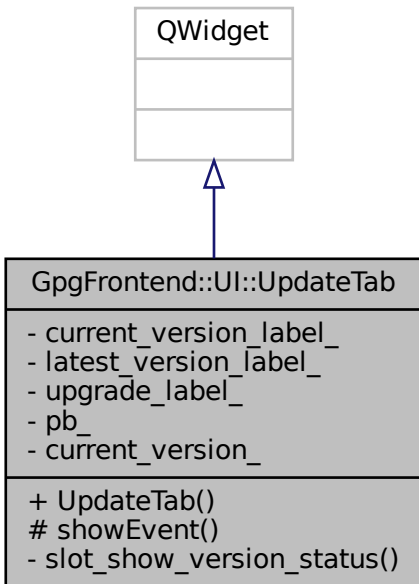 QWidget
GpgFrontend::UI::UpdateTab
- current_version_label_
- latest_version_label_
- upgrade_label_
- pb_
- current_version_
+ UpdateTab()
# showEvent()
- slot_show_version_status()